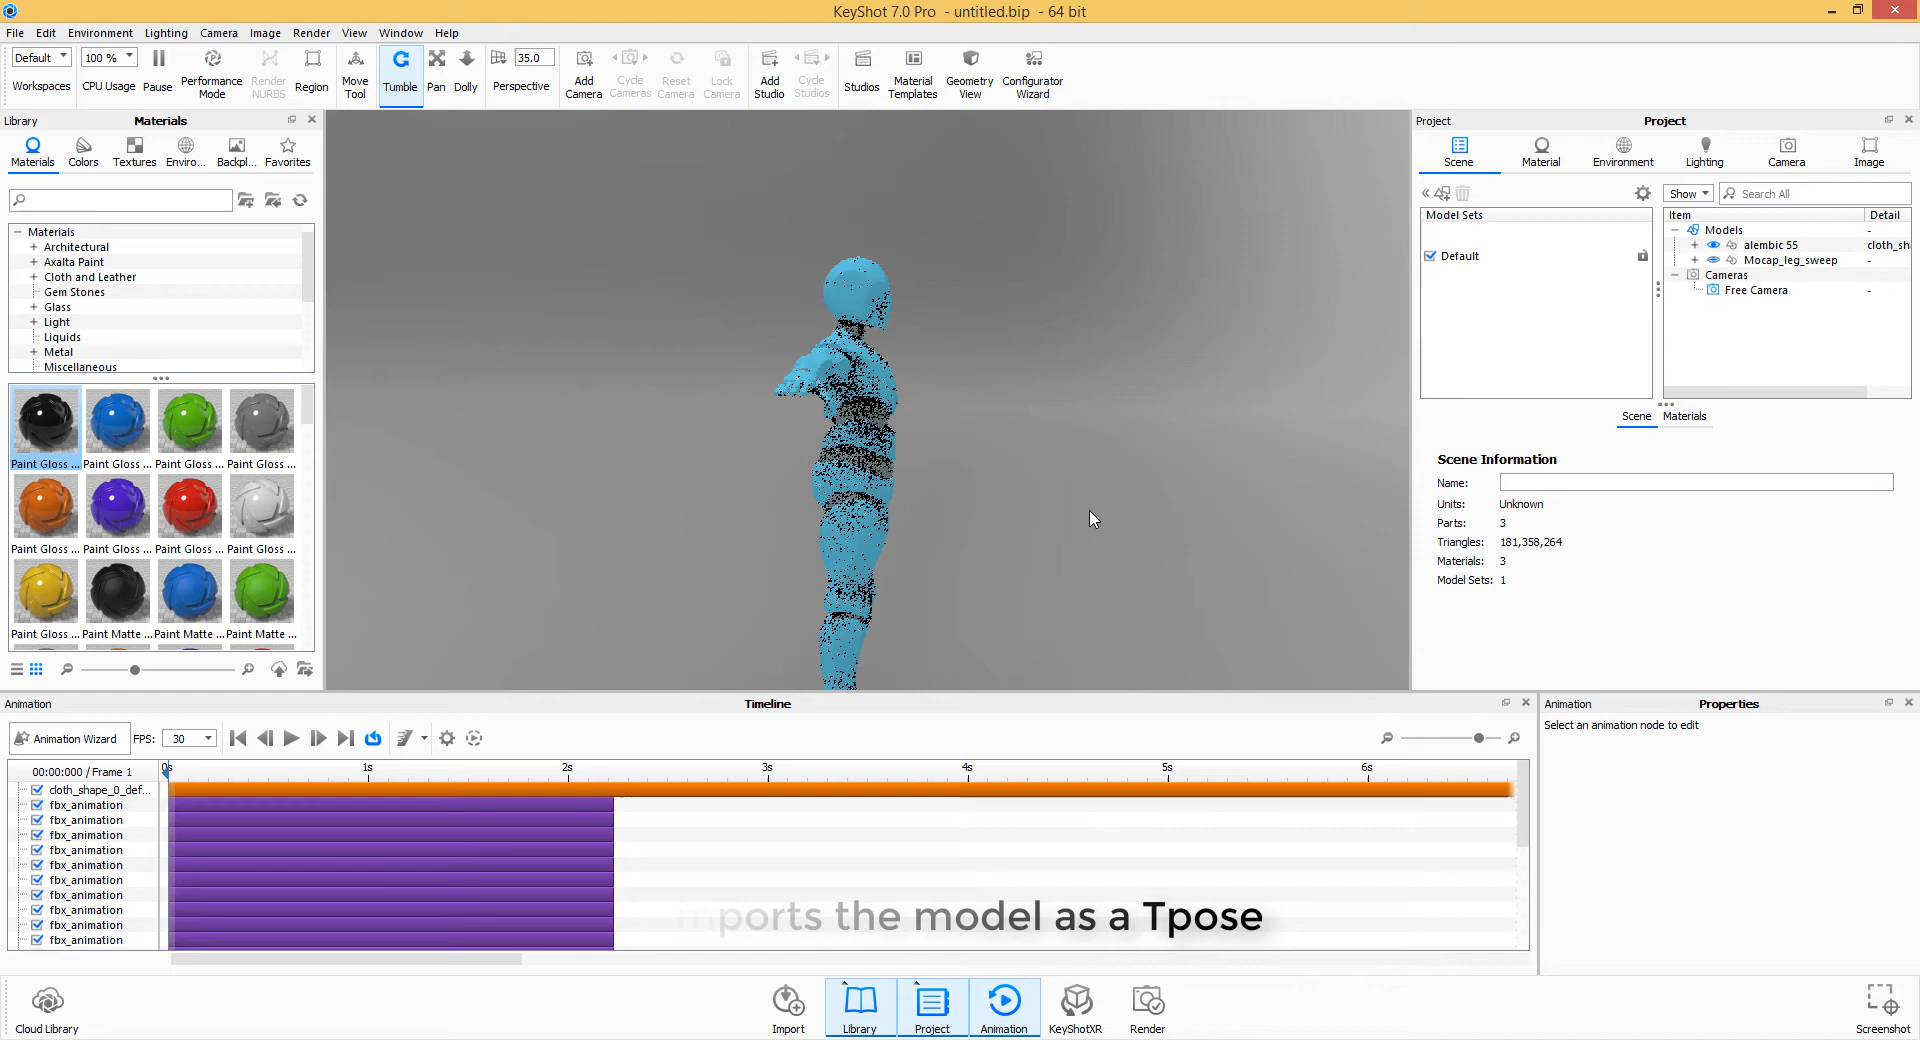 KeyShot 7.0 Pro - untitled.bip - 64 bit
File Edit Environment Lighting Camera Image Render View Window Help
Default 100 % 35.0
Workspaces CPU Usage Pause Performance Mode Render NURBS Region Move Tool Tumble Pan Dolly Perspective Add Camera Cycle Cameras Reset Camera Lock Camera Add Studio Cycle Studios Studios Material Templates Geometry View Configurator Wizard
Library Materials
Materials Colors Textures Enviro... Backpl... Favorites
Materials
Architectural
Axalta Paint
Cloth and Leather
Gem Stones
Glass
Light
Liquids
Metal
Miscellaneous
Paint Gloss ... Paint Gloss ... Paint Gloss ... Paint Gloss ...
Paint Gloss ... Paint Gloss ... Paint Gloss ... Paint Gloss ...
Paint Gloss ... Paint Matte ... Paint Matte ... Paint Matte ...
Project Project
Scene Material Environment Lighting Camera Image
Show Search All
Model Sets
Default
Item Detail
Models -
alembic 55 cloth_sh
Mocap_leg_sweep -
Cameras
Free Camera -
Scene Materials
Scene Information
Name:
Units: Unknown
Parts: 3
Triangles: 181,358,264
Materials: 3
Model Sets: 1
Animation Timeline
Animation Wizard FPS: 30
00:00:000 / Frame 1 0s 1s 2s 3s 4s 5s 6s
cloth_shape_0_def...
fbx_animation
fbx_animation
fbx_animation
fbx_animation
fbx_animation
fbx_animation
fbx_animation
fbx_animation
fbx_animation
fbx_animation
mports the model as a Tpose
Animation Properties
Select an animation node to edit
Cloud Library Import Library Project Animation KeyShotXR Render Screenshot